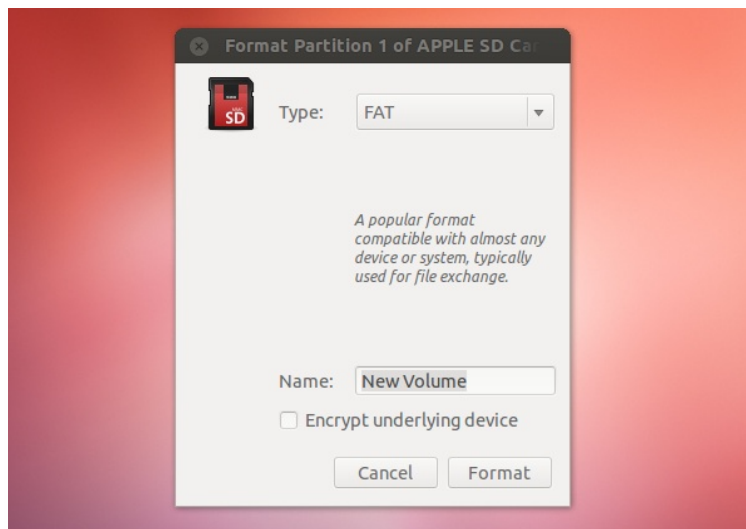 Format Partition 1 of APPLE SD Car
SD
Type:
FAT
A popular format
compatible with almost any
device or system, typically
used for file exchange.
Name:
New Volume
Encrypt underlying device
Cancel
Format